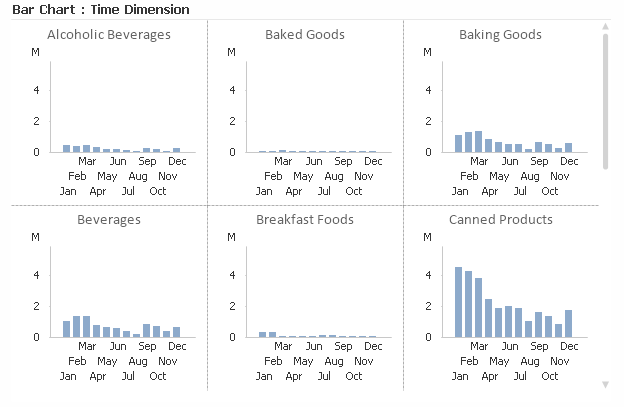 Bar Chart : Time Dimension
Alcoholic Beverages Baked Goods Baking Goods
M M M
4 4 4
2 2 2
0 0 0
Mar Jun Sep Dec Mar Jun Sep Dec Mar Jun Sep Dec
Feb May Aug Nov Feb May Aug Nov Feb May Aug Nov
Jan Apr Jul Oct Jan Apr Jul Oct Jan Apr Jul Oct
Beverages Breakfast Foods Canned Products
M M M
4 4 4
2 2 2
0 0 0
Mar Jun Sep Dec Mar Jun Sep Dec Mar Jun Sep Dec
Feb May Aug Nov Feb May Aug Nov Feb May Aug Nov
Jan Apr Jul Oct Jan Apr Jul Oct Jan Apr Jul Oct